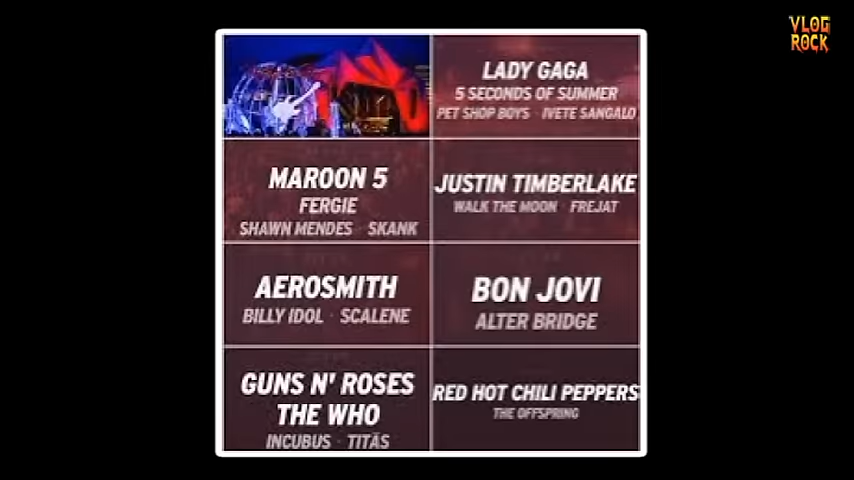 VLOG
ROCK
LADY GAGA
5 SECONDS OF SUMMER
PET SHOP BOYS · IVETE SANGALO
MAROON 5
FERGIE
SHAWN MENDES · SKANK
JUSTIN TIMBERLAKE
WALK THE MOON · FREJAT
AEROSMITH
BILLY IDOL · SCALENE
BON JOVI
ALTER BRIDGE
GUNS N' ROSES
THE WHO
INCUBUS · TITÃS
RED HOT CHILI PEPPERS
THE OFFSPRING